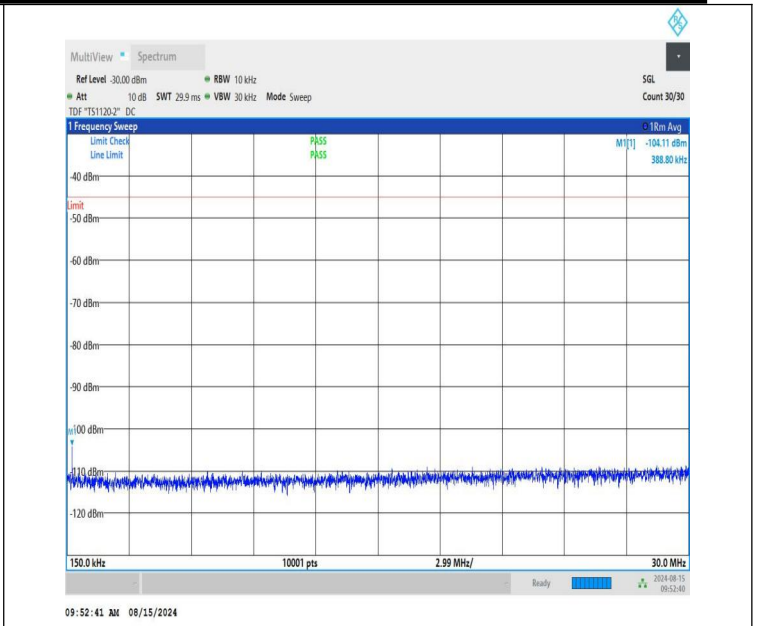 MultiView Spectrum
Ref Level -30.00 dBm RBW 10 kHz SGL
Att 10 dB SWT 29.9 ms VBW 30 kHz Mode Sweep Count 30/30
TDF "TS1120-2" DC
1 Frequency Sweep 1Rm Avg
Limit Check PASS M1[1] -104.11 dBm
Line Limit PASS 388.80 kHz
-40 dBm
Limit
-50 dBm
-60 dBm
-70 dBm
-80 dBm
-90 dBm
M1
-100 dBm
-110 dBm
-120 dBm
150.0 kHz 10001 pts 2.99 MHz/ 30.0 MHz
Ready 2024-08-15
09:52:40
09:52:41 AM 08/15/2024